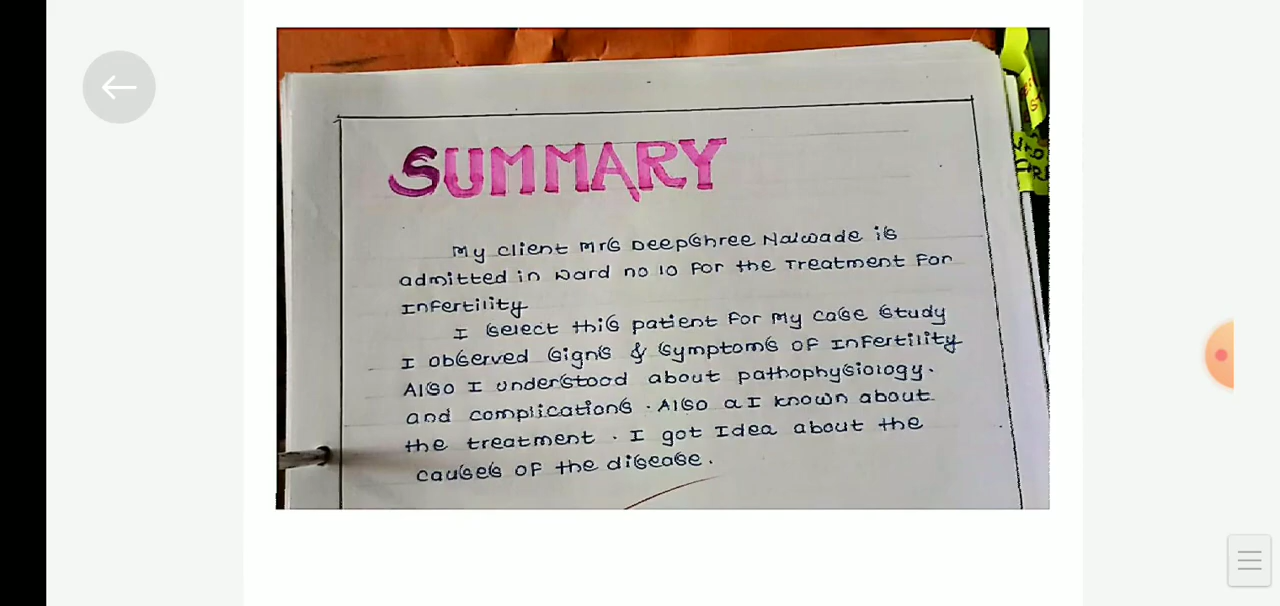 SUMMARY
My client Mrs Deepshree Nalwade is
admitted in ward no 10 for the Treatment for
Infertility
I select this patient for my case study
I observed signs & symptoms of Infertility
Also I understood about pathophysiology.
and complications. Also a I known about
the treatment. I got Idea about the
causes of the disease.